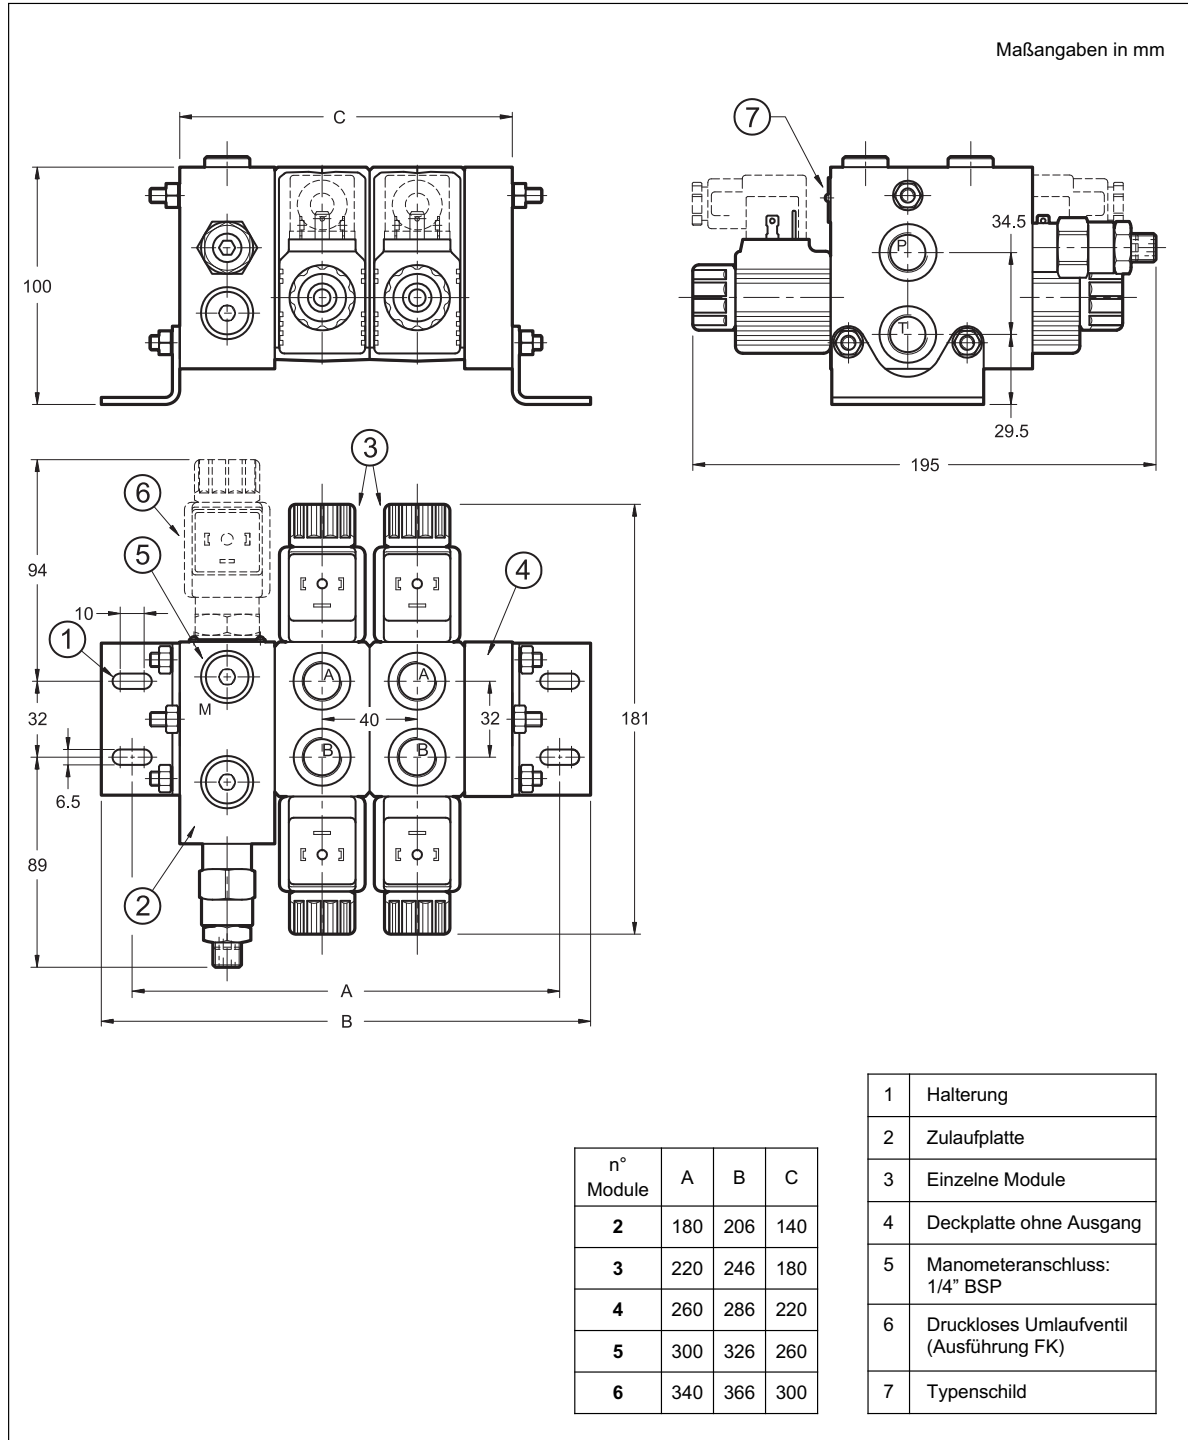 Maßangaben in mm
C
7
100
P
T
34.5
29.5
195
3
6
5
4
94
10
1
A
A
M
32
40
32
181
B
B
6.5
89
2
A
B
n° Module A B C
2 180 206 140
3 220 246 180
4 260 286 220
5 300 326 260
6 340 366 300
1 Halterung
2 Zulaufplatte
3 Einzelne Module
4 Deckplatte ohne Ausgang
5 Manometeranschluss:
1/4” BSP
6 Druckloses Umlaufventil
(Ausführung FK)
7 Typenschild